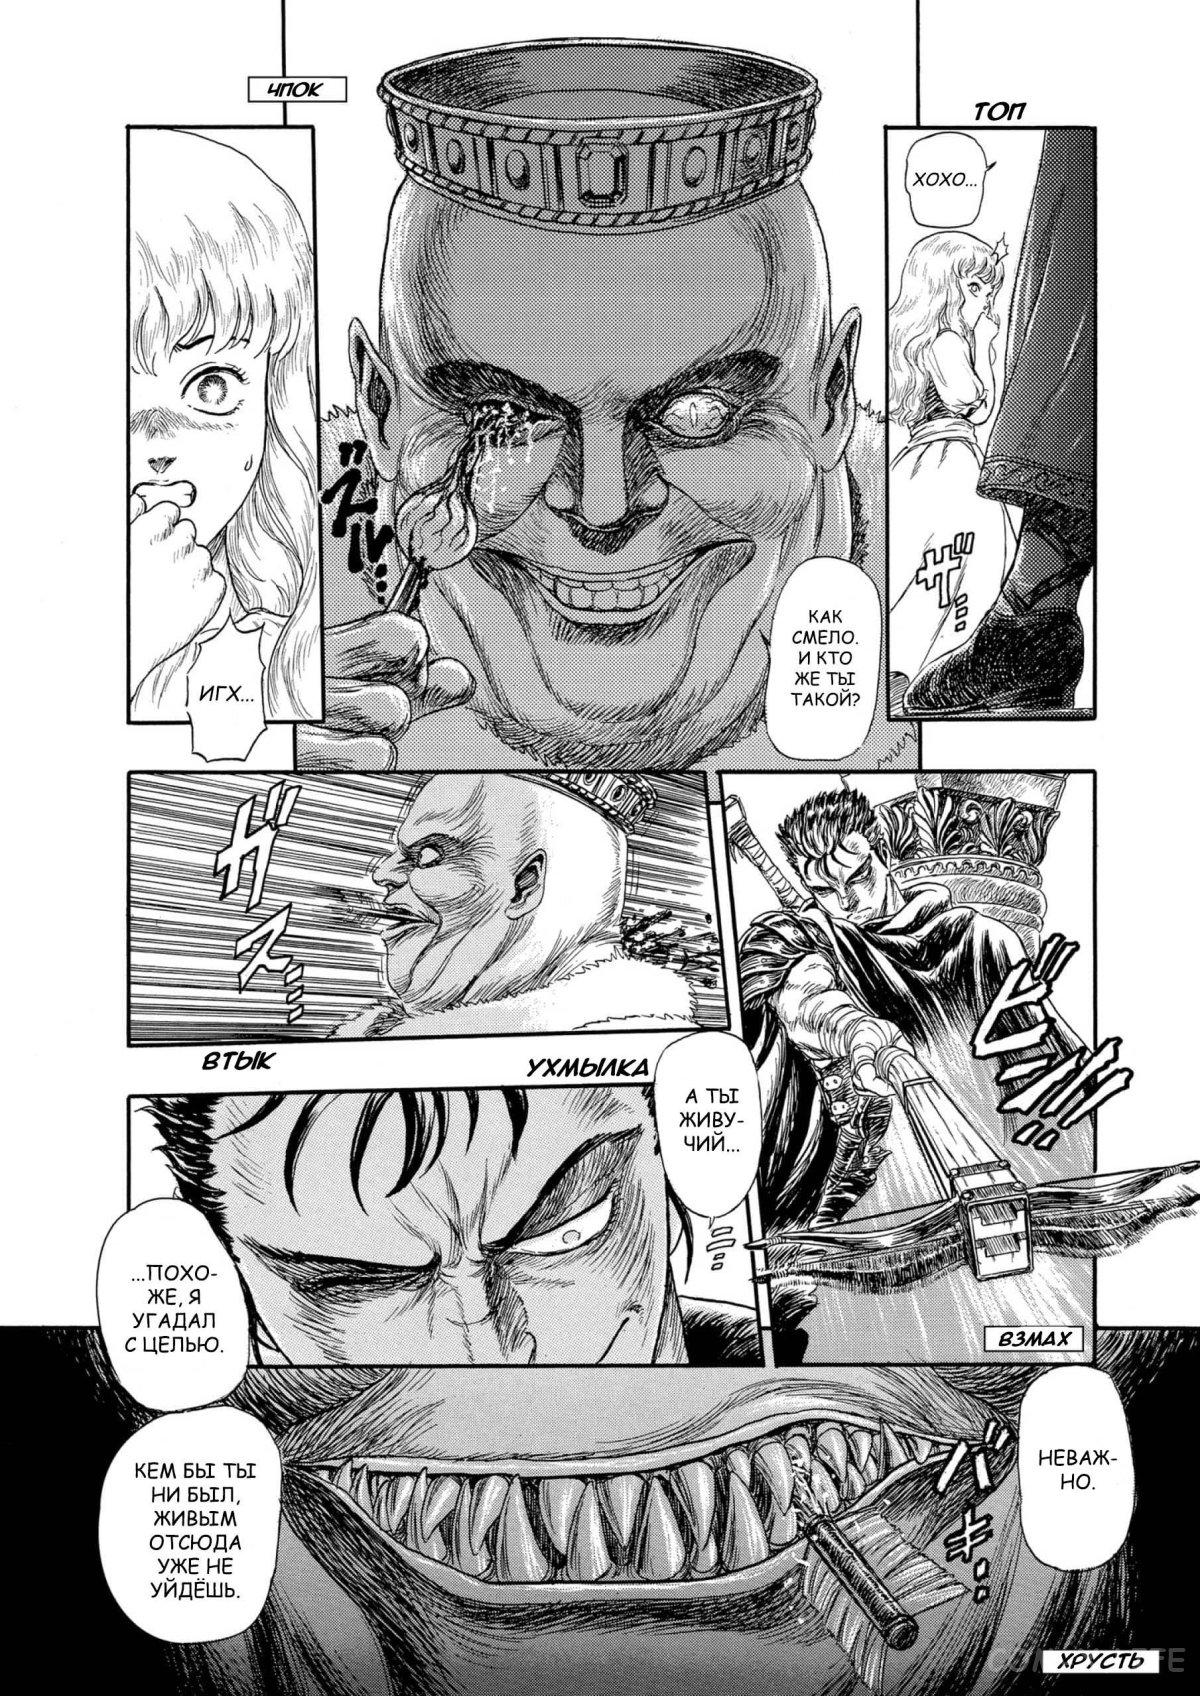 ТОП
ХОХО...
ЧПОК
КАК
СМЕЛО.
И КТО
ЖЕ ТЫ
ТАКОЙ?
ИГХ...
ВЗМАХ
ВТЫК
А ТЫ
ЖИВУ-
ЧИЙ...
УХМЫЛКА
...ПОХО-
ЖЕ, Я
УГАДАЛ
С ЦЕЛЬЮ.
НЕВАЖ-
НО.
КЕМ БЫ ТЫ
НИ БЫЛ,
ЖИВЫМ
ОТСЮДА
УЖЕ НЕ
УЙДЁШЬ.
ХРУСТЬ